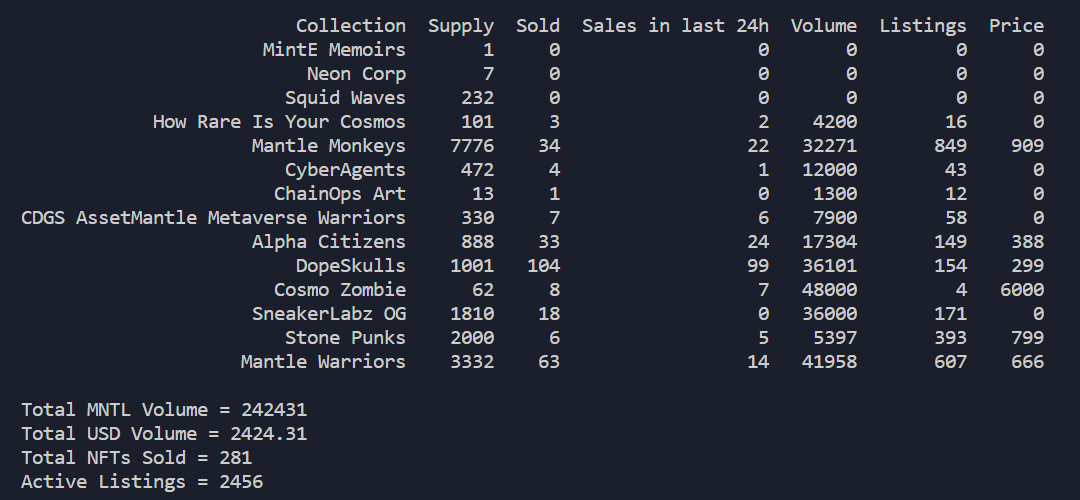 Collection Supply Sold Sales in last 24h Volume Listings Price
MintE Memoirs 1 0 0 0 0 0
Neon Corp 7 0 0 0 0 0
Squid Waves 232 0 0 0 0 0
How Rare Is Your Cosmos 101 3 2 4200 16 0
Mantle Monkeys 7776 34 22 32271 849 909
CyberAgents 472 4 1 12000 43 0
ChainOps Art 13 1 0 1300 12 0
CDGS AssetMantle Metaverse Warriors 330 7 6 7900 58 0
Alpha Citizens 888 33 24 17304 149 388
DopeSkulls 1001 104 99 36101 154 299
Cosmo Zombie 62 8 7 48000 4 6000
SneakerLabz OG 1810 18 0 36000 171 0
Stone Punks 2000 6 5 5397 393 799
Mantle Warriors 3332 63 14 41958 607 666
Total MNTL Volume = 242431
Total USD Volume = 2424.31
Total NFTs Sold = 281
Active Listings = 2456